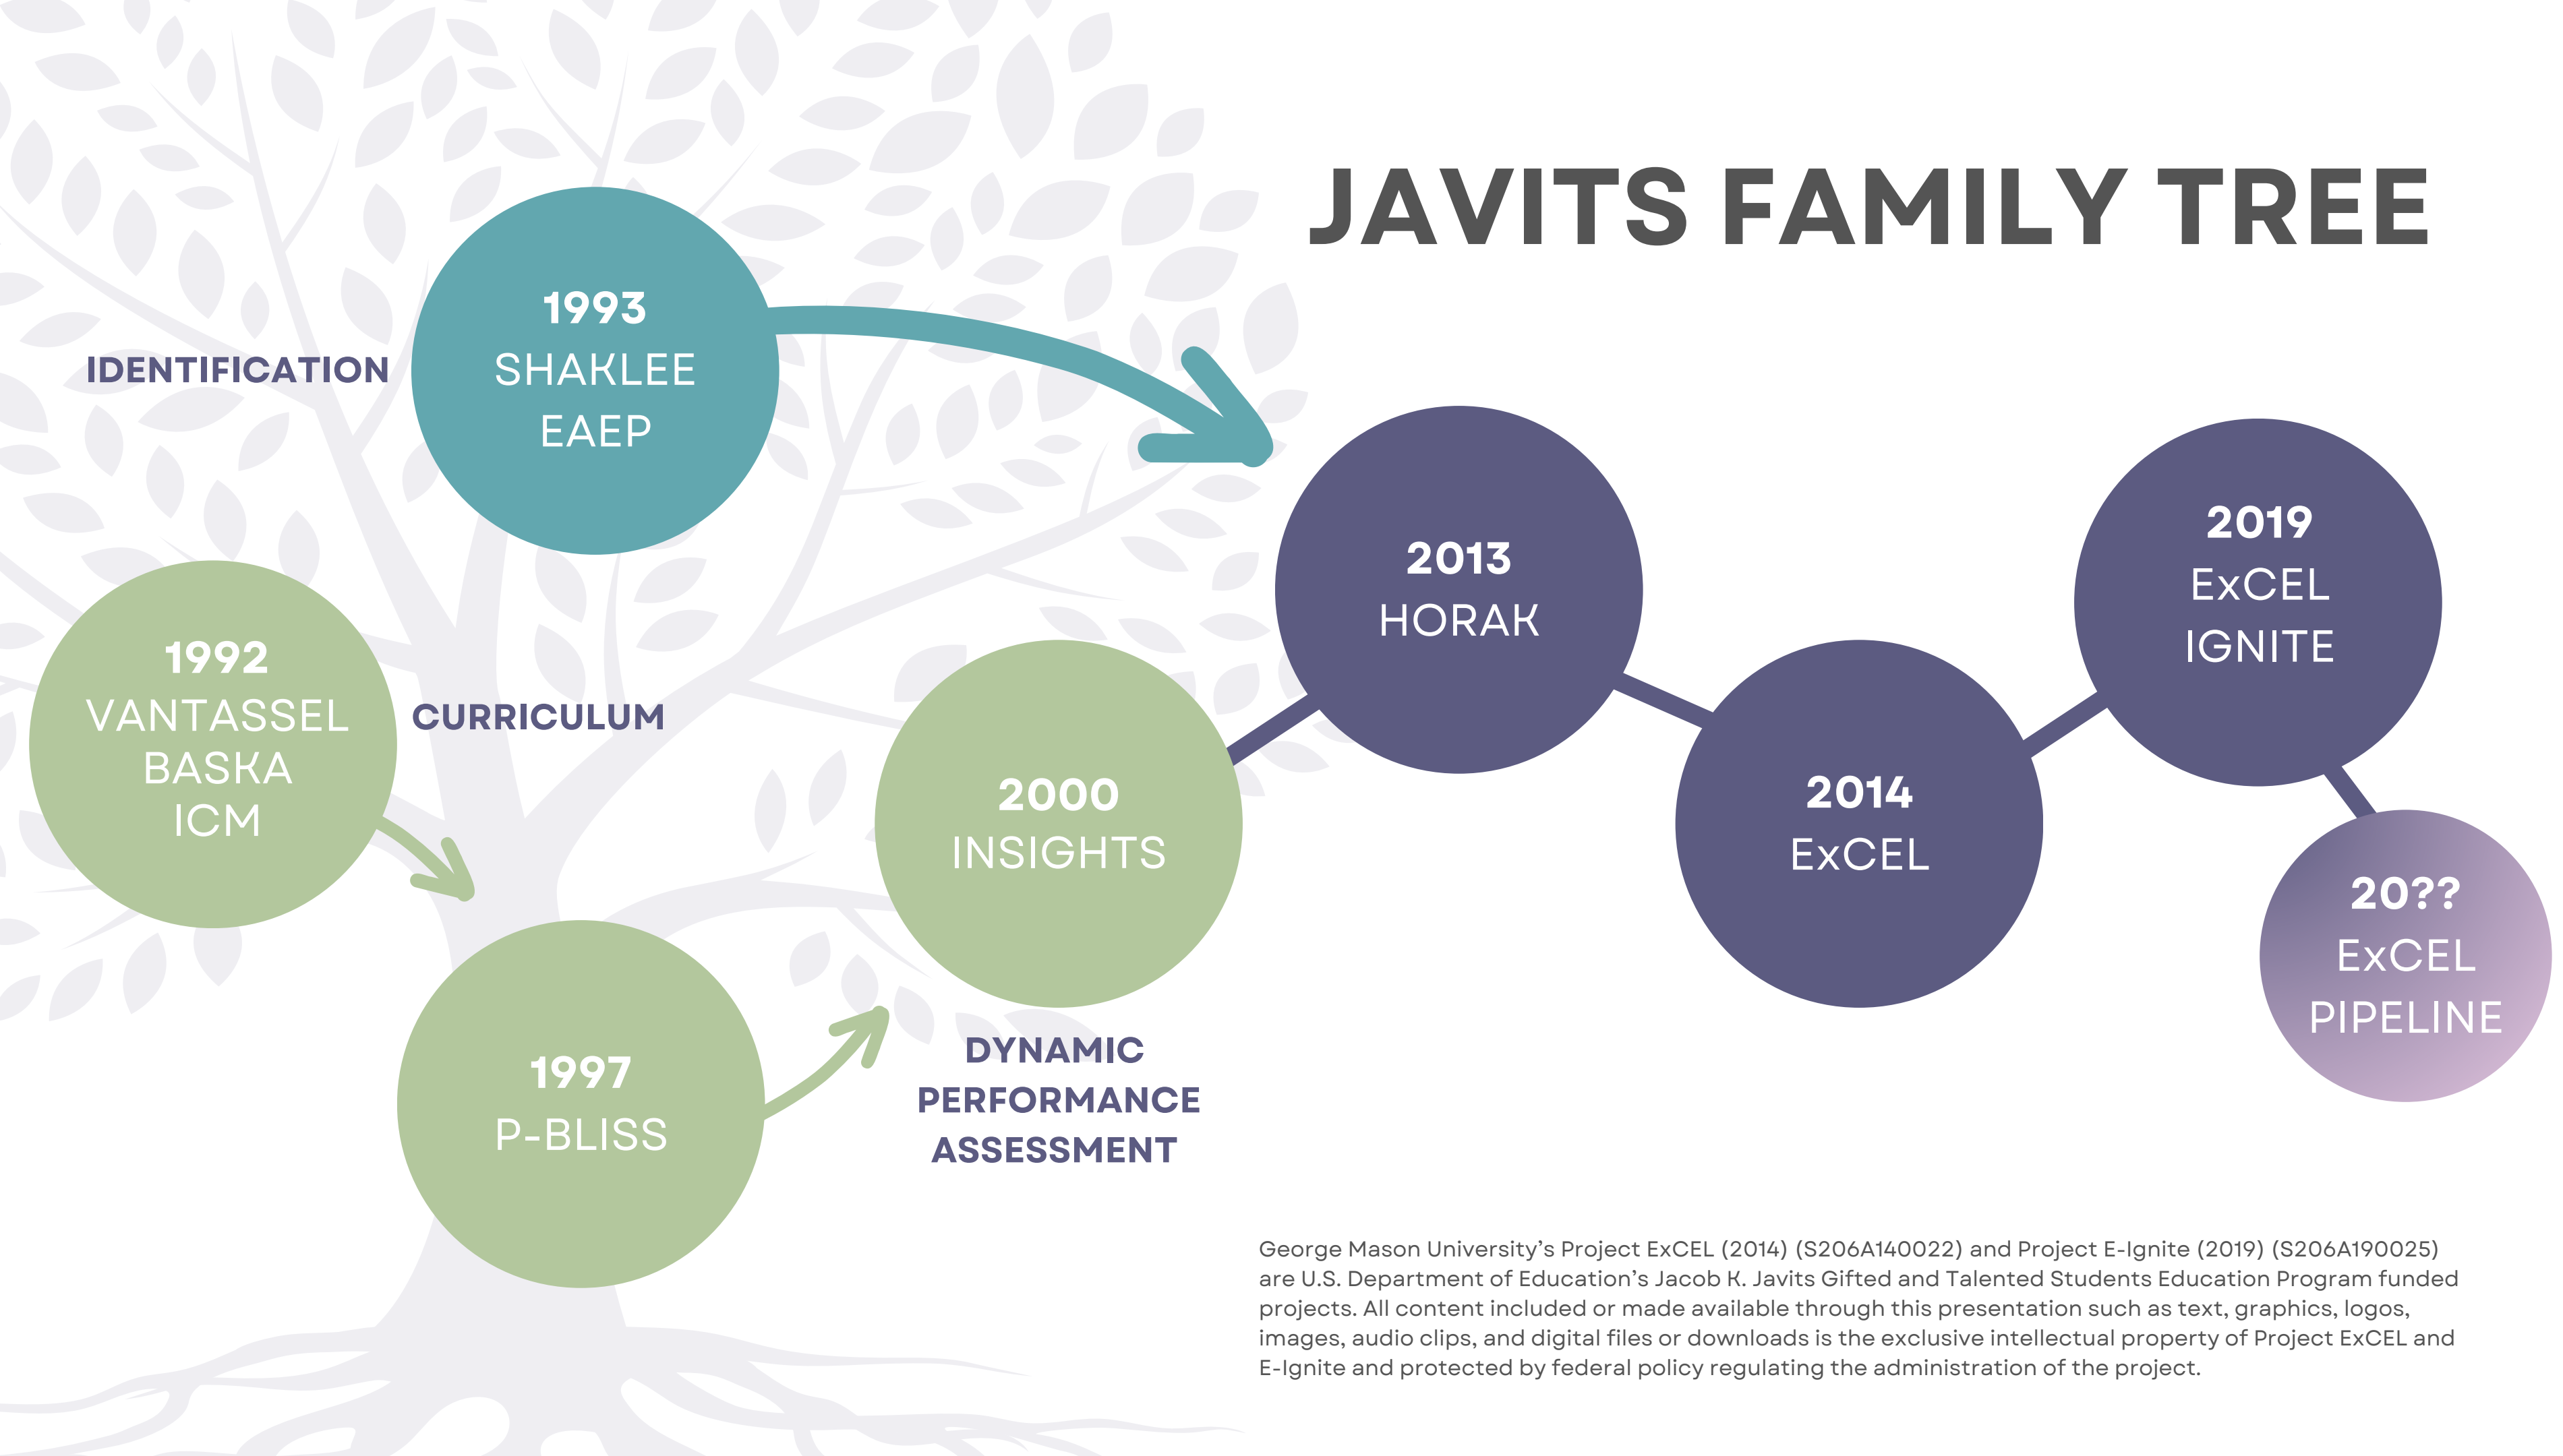 JAVITS FAMILY TREE
IDENTIFICATION
1993
SHAKLEE
EAEP
1992
VANTASSEL
BASKA
ICM
CURRICULUM
1997
P-BLISS
2000
INSIGHTS
DYNAMIC
PERFORMANCE
ASSESSMENT
2013
HORAK
2014
ExCEL
2019
ExCEL
IGNITE
20??
ExCEL
PIPELINE
George Mason University’s Project ExCEL (2014) (S206A140022) and Project E-Ignite (2019) (S206A190025)
are U.S. Department of Education’s Jacob K. Javits Gifted and Talented Students Education Program funded
projects. All content included or made available through this presentation such as text, graphics, logos,
images, audio clips, and digital files or downloads is the exclusive intellectual property of Project ExCEL and
E-Ignite and protected by federal policy regulating the administration of the project.